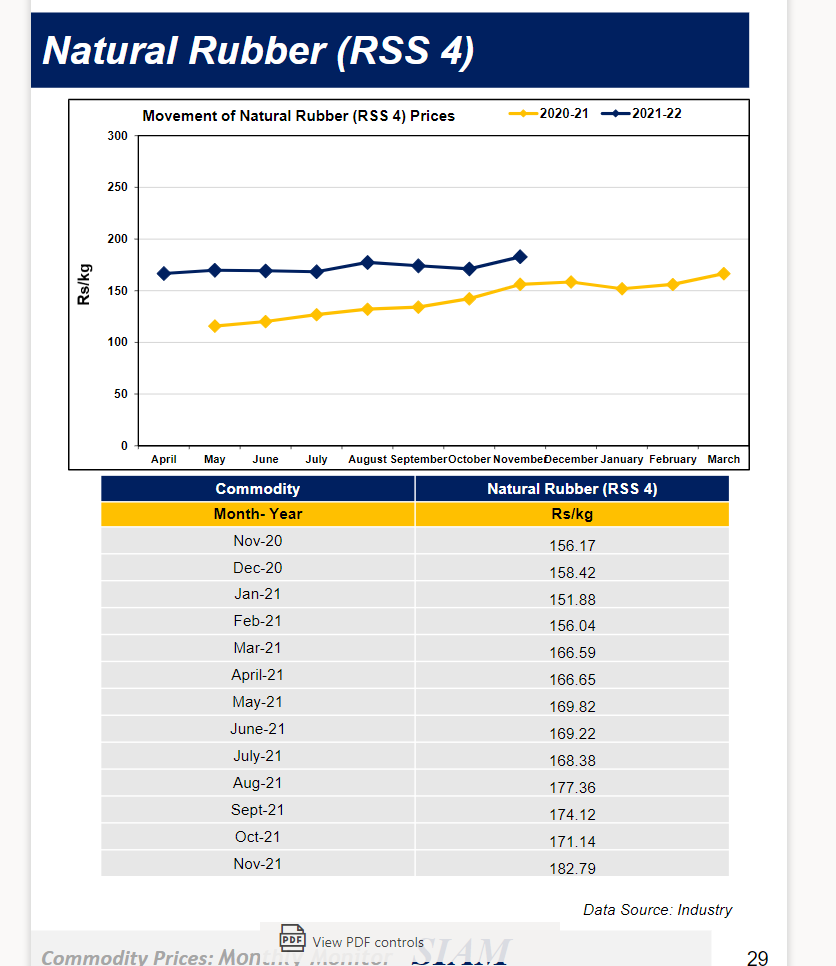 Natural Rubber (RSS 4)
Movement of Natural Rubber (RSS 4) Prices
2020-21 2021-22
300
250
200
150
100
50
0
Rs/kg
April May June July August September October November December January February March
Commodity Natural Rubber (RSS 4)
Month- Year Rs/kg
Nov-20 156.17
Dec-20 158.42
Jan-21 151.88
Feb-21 156.04
Mar-21 166.59
April-21 166.65
May-21 169.82
June-21 169.22
July-21 168.38
Aug-21 177.36
Sept-21 174.12
Oct-21 171.14
Nov-21 182.79
Data Source: Industry
PDF View PDF controls
Commodity Prices: Monthly Monitor SIAM 29